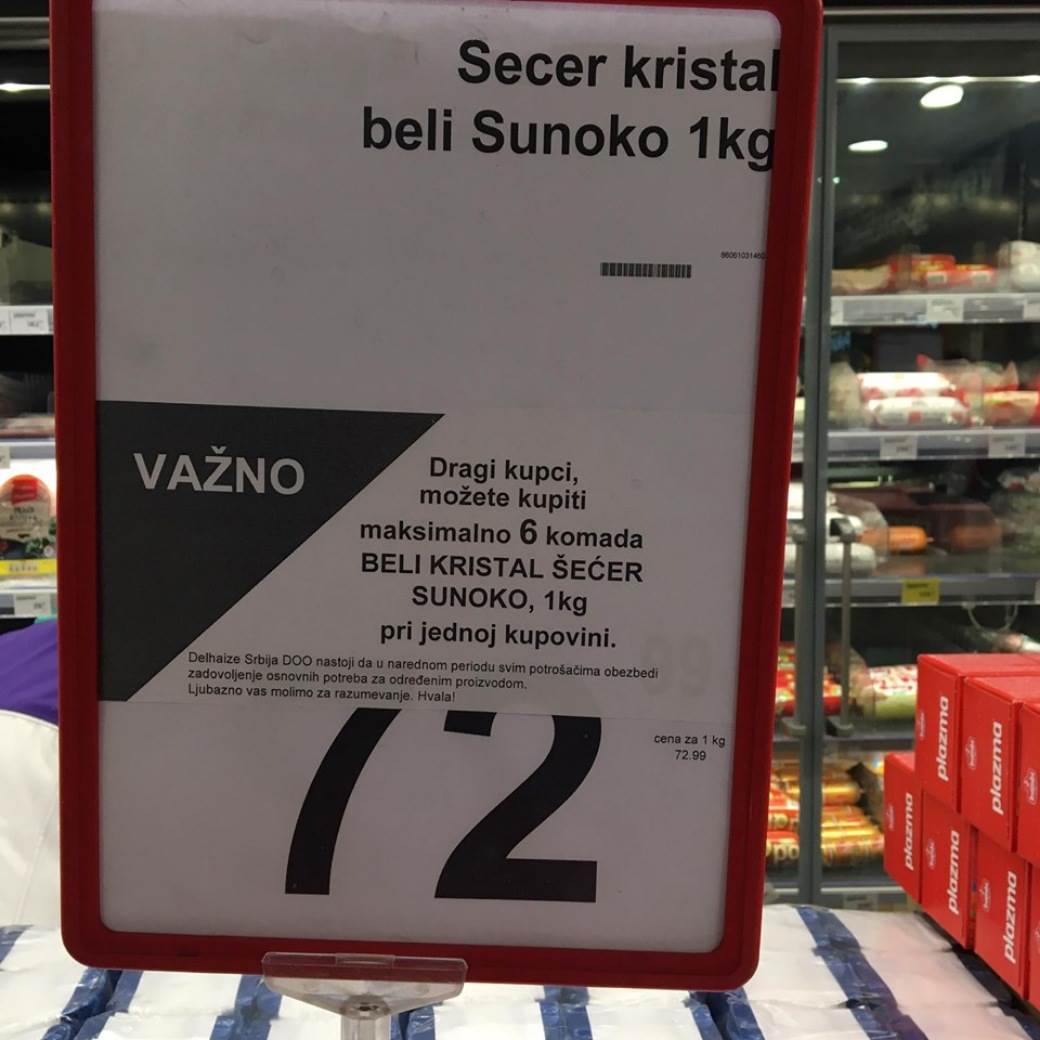 Secer kristal
beli Sunoko 1kg
VAŽNO
Dragi kupci,
možete kupiti
maksimalno 6 komada
BELI KRISTAL ŠEĆER
SUNOKO, 1kg
pri jednoj kupovini.
Delhaize Srbija DOO nastoji da u narednom periodu svim potrošačima obezbedi
zadovoljenje osnovnih potreba za određenim proizvodom.
Ljubazno vas molimo za razumevanje. Hvala!
72
cena za 1 kg
72.99
plazma
plazma
plazma
plazma
plazma